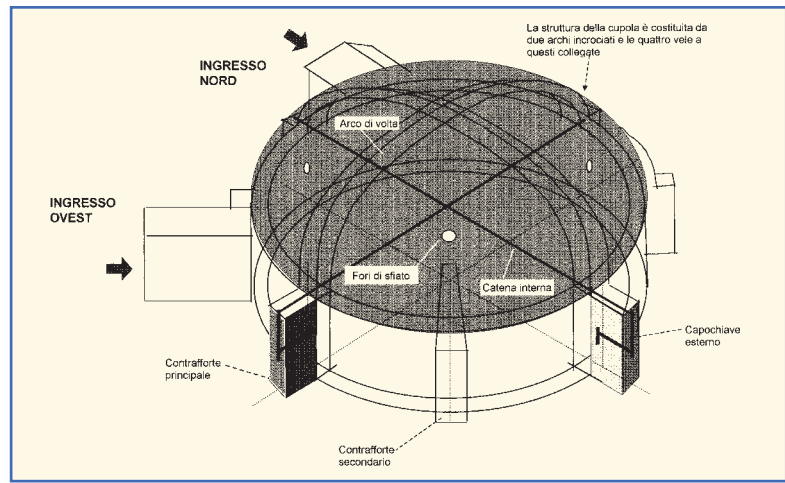 La struttura della cupola è costituita da
due archi incrociati e le quattro vele a
questi collegate
INGRESSO
NORD
Arco di volta
INGRESSO
OVEST
Fori di sfiato
Catena interna
Capochiave
esterno
Contrafforte
principale
Contrafforte
secondario